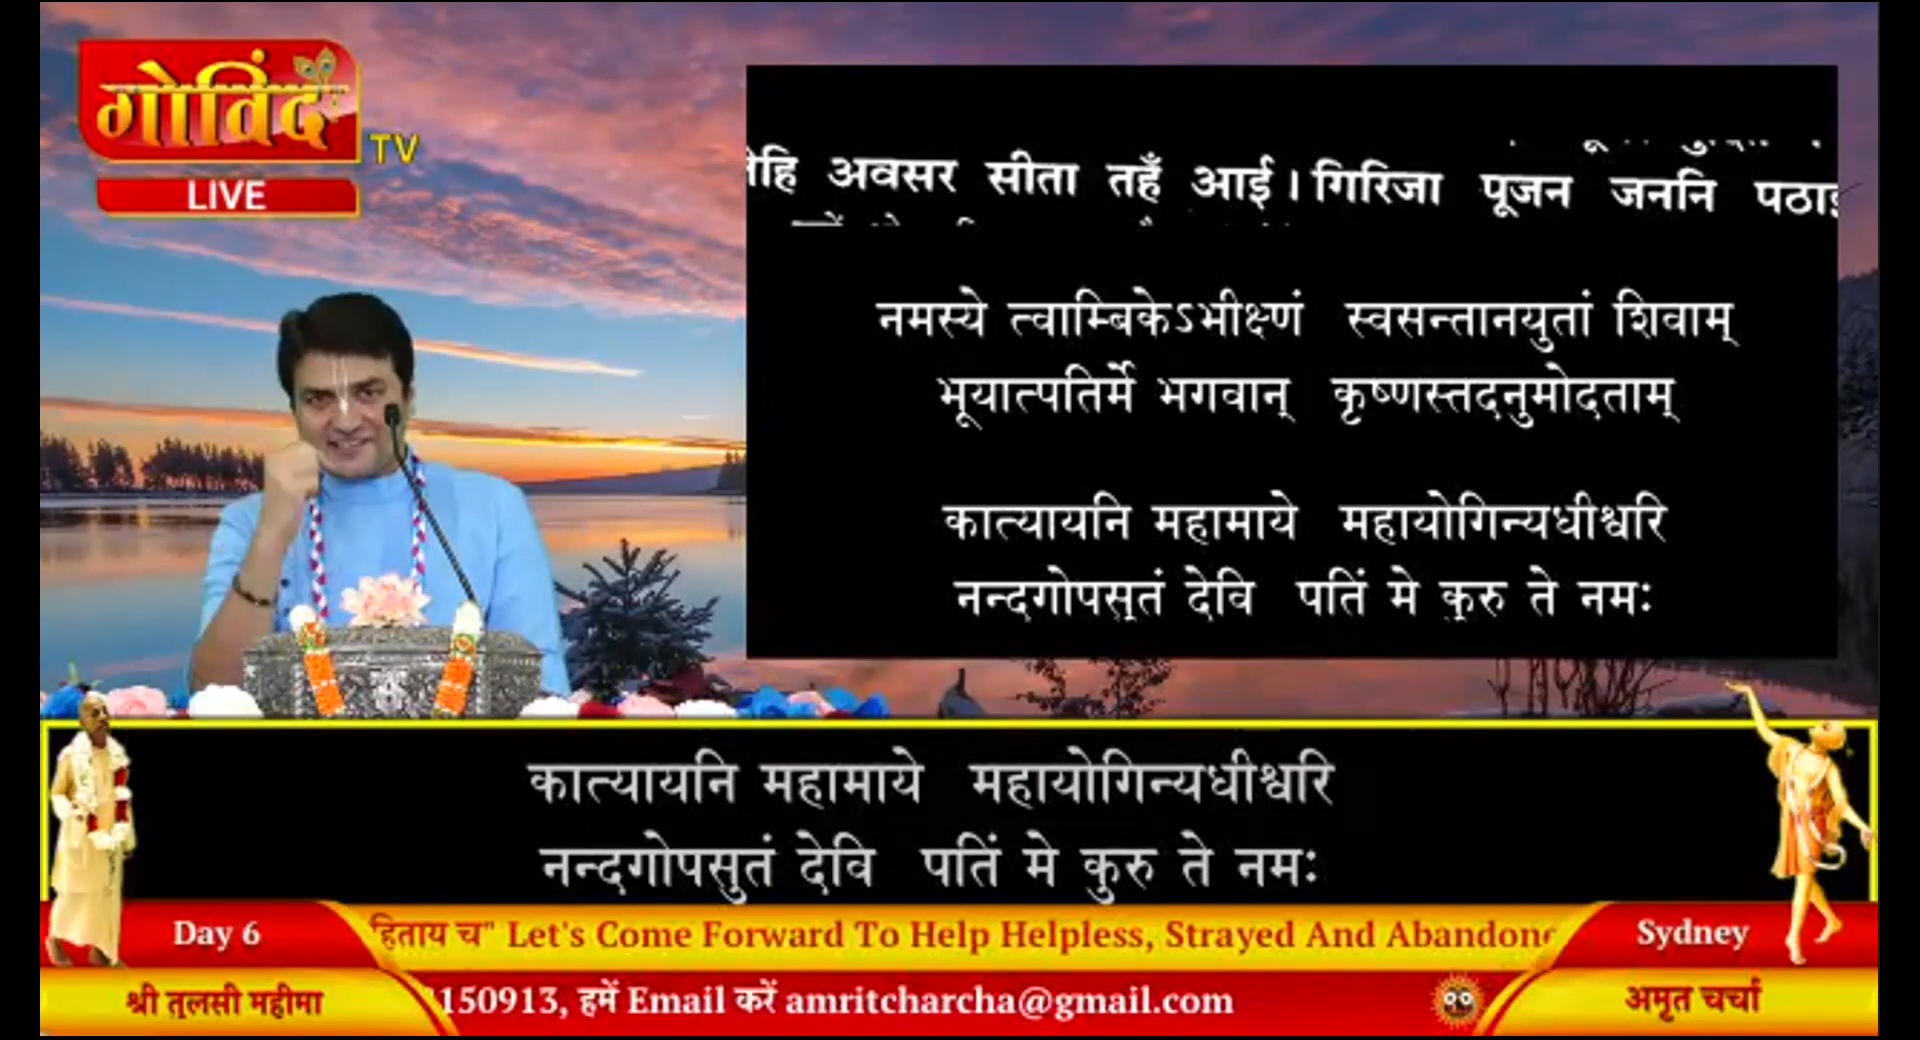 गोविंद
TV
LIVE
अवसर सीता तहँ आई। गिरिजा पूजन जननि
नमस्ये त्वाम्बिकेऽभीक्ष्णं स्वसन्तानयुतां शिवाम्
भूयात्पतिर्मे भगवान् कृष्णस्तदनुमोदताम्
कात्यायनि महामाये महायोगिन्यधीश्वरि
नन्दगोपसुतं देवि पतिं मे कुरु ते नमः
कात्यायनि महामाये महायोगिन्यधीश्वरि
नन्दगोपसुतं देवि पतिं मे कुरु ते नमः
Day 6
हिताय च" Let's Come Forward To Help Helpless, Strayed And
Sydney
श्री तुलसी महीमा
150913, हमें Email करें amritcharcha@gmail.com
अमृत चर्चा